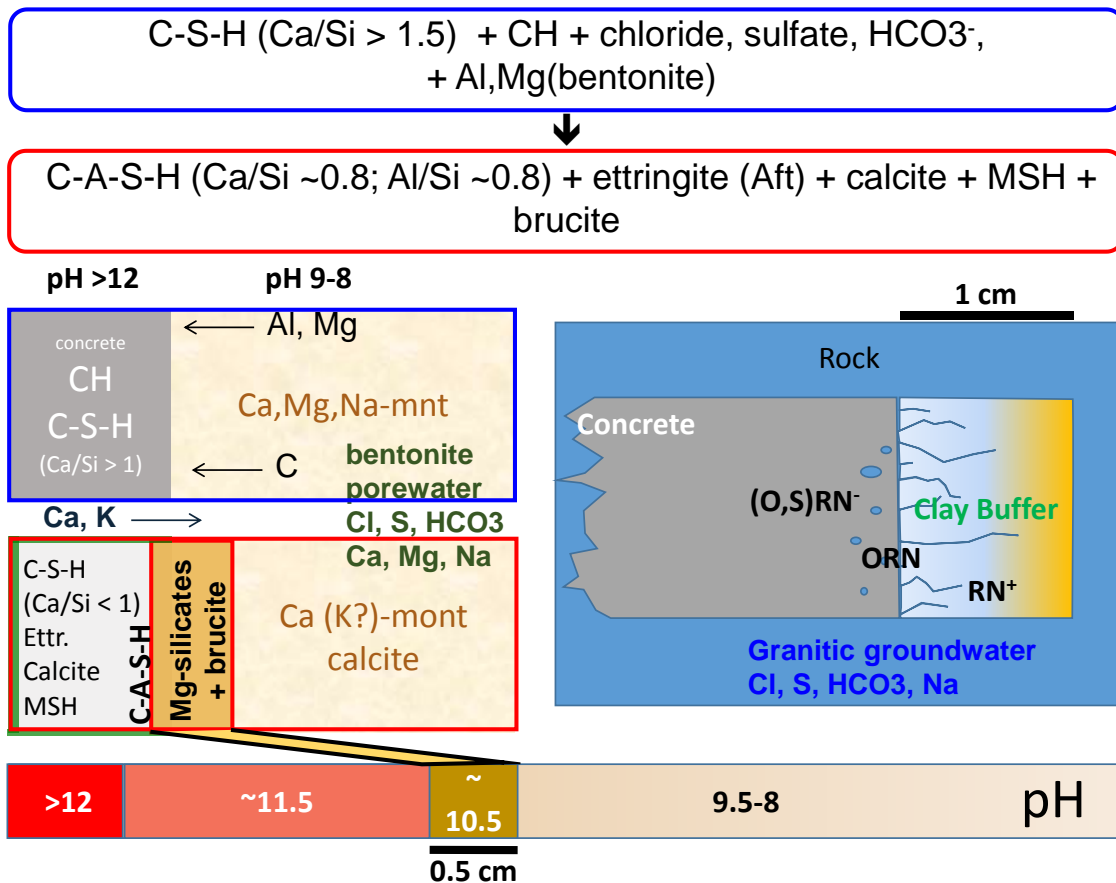 C-S-H (Ca/Si > 1.5) + CH + chloride, sulfate, HCO3-,
+ Al,Mg(bentonite)
C-A-S-H (Ca/Si ~0.8; Al/Si ~0.8) + ettringite (Aft) + calcite + MSH +
brucite
pH >12
pH 9-8
concrete
CH
C-S-H
(Ca/Si > 1)
Al, Mg
Ca,Mg,Na-mnt
C
bentonite
porewater
Cl, S, HCO3
Ca, Mg, Na
Ca, K
C-S-H
(Ca/Si < 1)
Ettr.
Calcite
MSH
C-A-S-H
Mg-silicates
+ brucite
Ca (K?)-mont
calcite
1 cm
Rock
Concrete
(O,S)RN-
Clay Buffer
ORN
RN+
Granitic groundwater
Cl, S, HCO3, Na
>12
~11.5
~
10.5
9.5-8
pH
0.5 cm